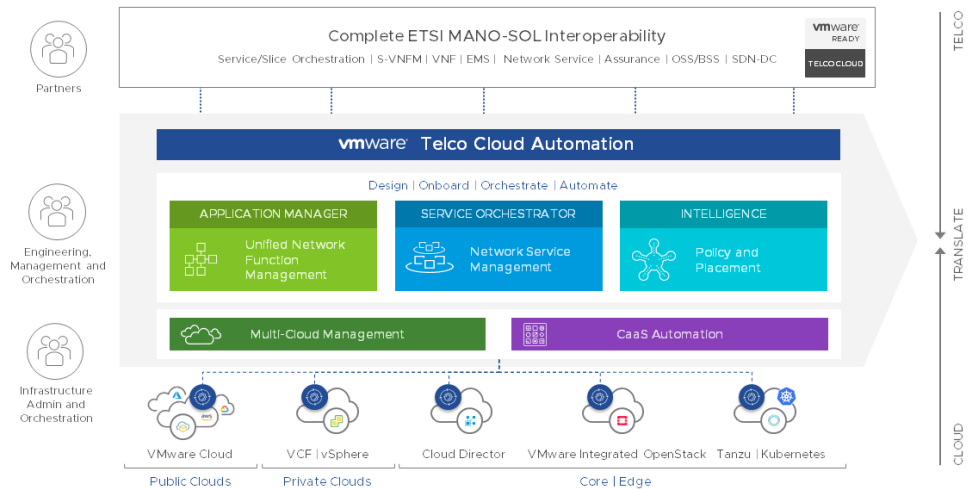 Complete ETSI MANO-SOL Interoperability
Service/Slice Orchestration | S-VNFM | VNF | EMS | Network Service | Assurance | OSS/BSS | SDN-DC
vmware
READY
TELCO CLOUD
Partners
TELCO
vmware Telco Cloud Automation
Design | Onboard | Orchestrate | Automate
APPLICATION MANAGER
Unified Network
Function
Management
SERVICE ORCHESTRATOR
Network Service
Management
INTELLIGENCE
Policy and
Placement
Engineering,
Management and
Orchestration
TRANSLATE
Multi-Cloud Management
CaaS Automation
Infrastructure
Admin and
Orchestration
aws
VMware Cloud
VCF | vSphere
Cloud Director
VMware Integrated OpenStack
Tanzu | Kubernetes
CLOUD
Public Clouds
Private Clouds
Core | Edge